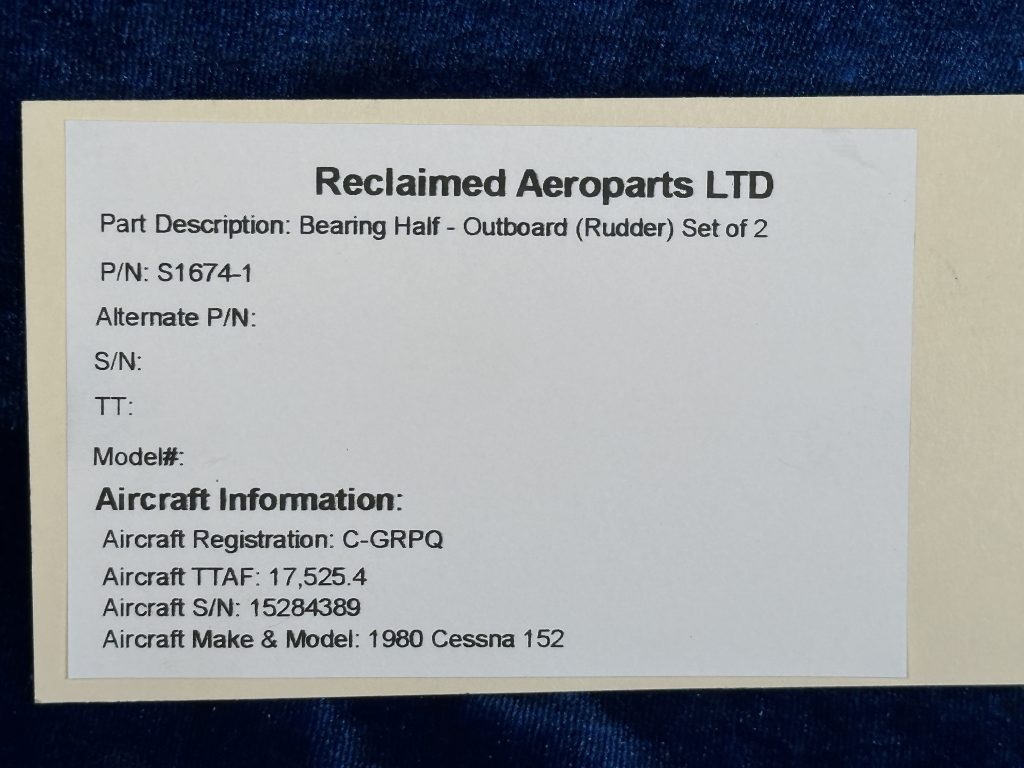 Reclaimed Aeroparts LTD
Part Description: Bearing Half - Outboard (Rudder) Set of 2
P/N: S1674-1
Alternate P/N:
S/N:
TT:
Model#:
Aircraft Information:
Aircraft Registration: C-GRPQ
Aircraft TTAF: 17,525.4
Aircraft S/N: 15284389
Aircraft Make & Model: 1980 Cessna 152